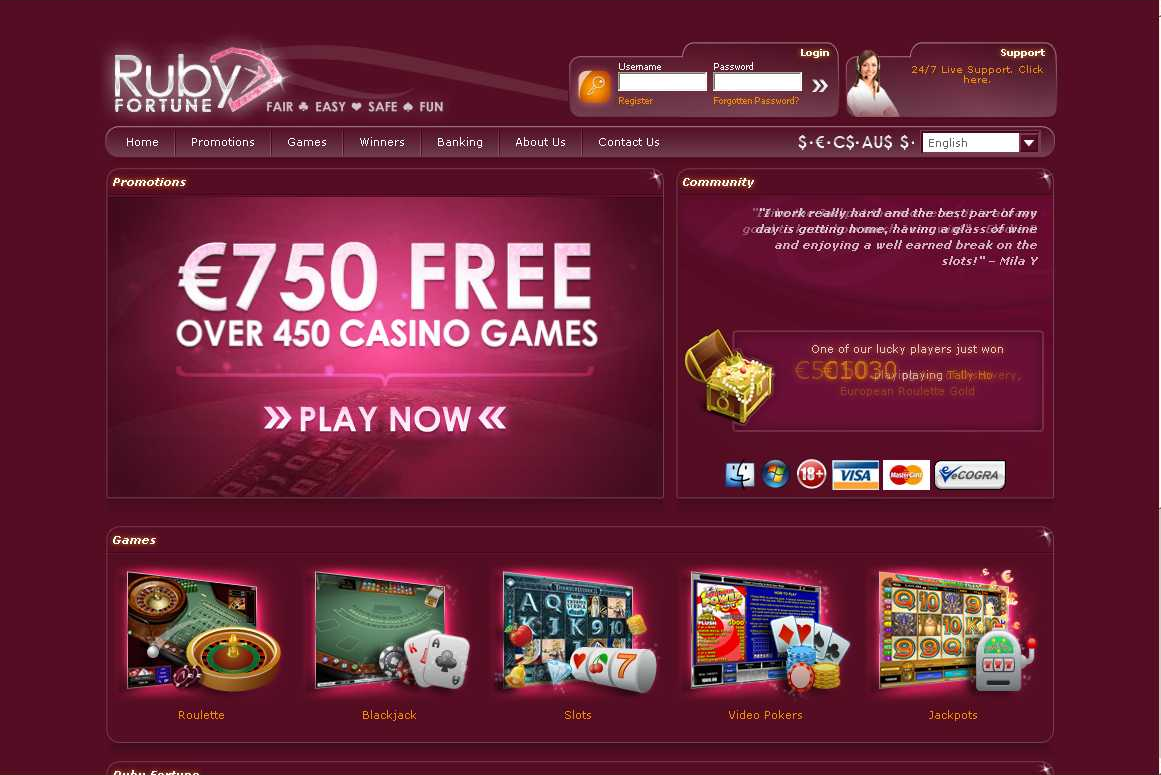 Ruby
FORTUNE
FAIR ♣ EASY ♥ SAFE ♠ FUN
Login
Username
Password
Register
Forgotten Password?
Support
24/7 Live Support. Click
here.
Home
Promotions
Games
Winners
Banking
About Us
Contact Us
$·€·C$·AU$ $·
English
Promotions
€750 FREE
OVER 450 CASINO GAMES
PLAY NOW
Community
"I work really hard and the best part of my
day is getting home, having a glass of wine
and enjoying a well earned break on the
slots!" – Mila Y
One of our lucky players just won
€1030 playing Tally Ho
European Roulette Gold
18+
VISA
MasterCard
eCOGRA
Games
Roulette
Blackjack
Slots
Video Pokers
Jackpots
Ruby Fortune